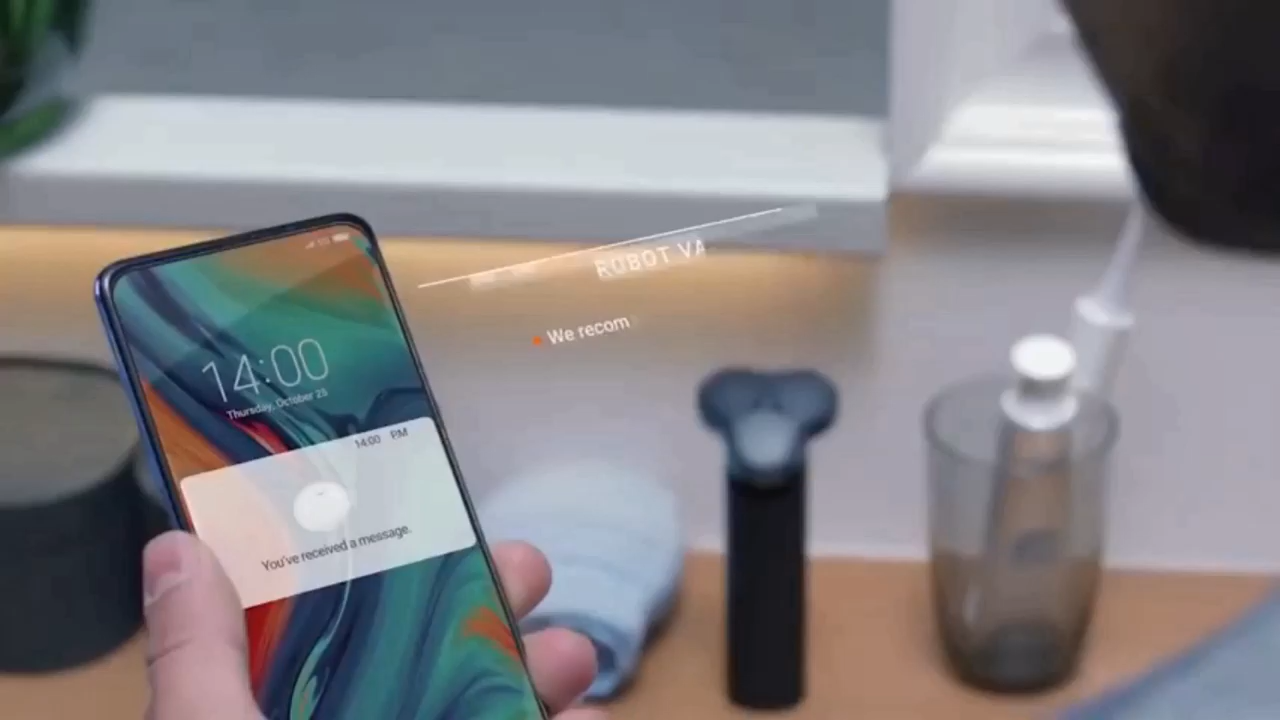 ROBOT VA
We recom
14:00
Thursday, October 25
14:00 PM
You've received a message.